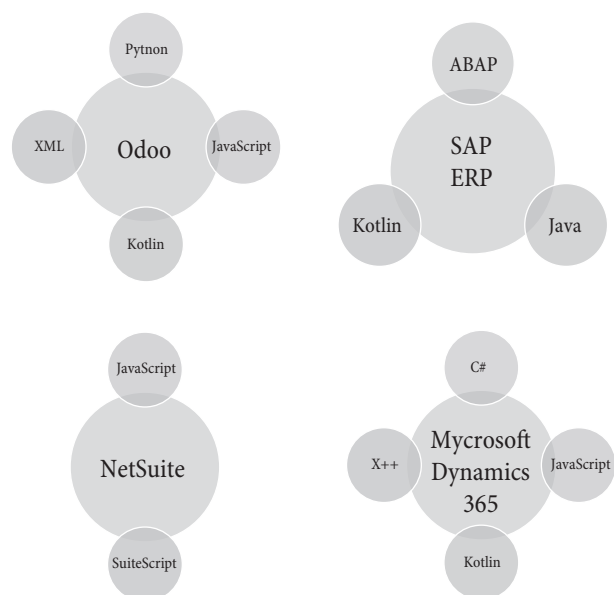 Pytnon
XML
Odoo
JavaScript
Kotlin
ABAP
SAP
ERP
Kotlin
Java
JavaScript
NetSuite
SuiteScript
C#
X++
Mycrosoft
Dynamics
365
JavaScript
Kotlin